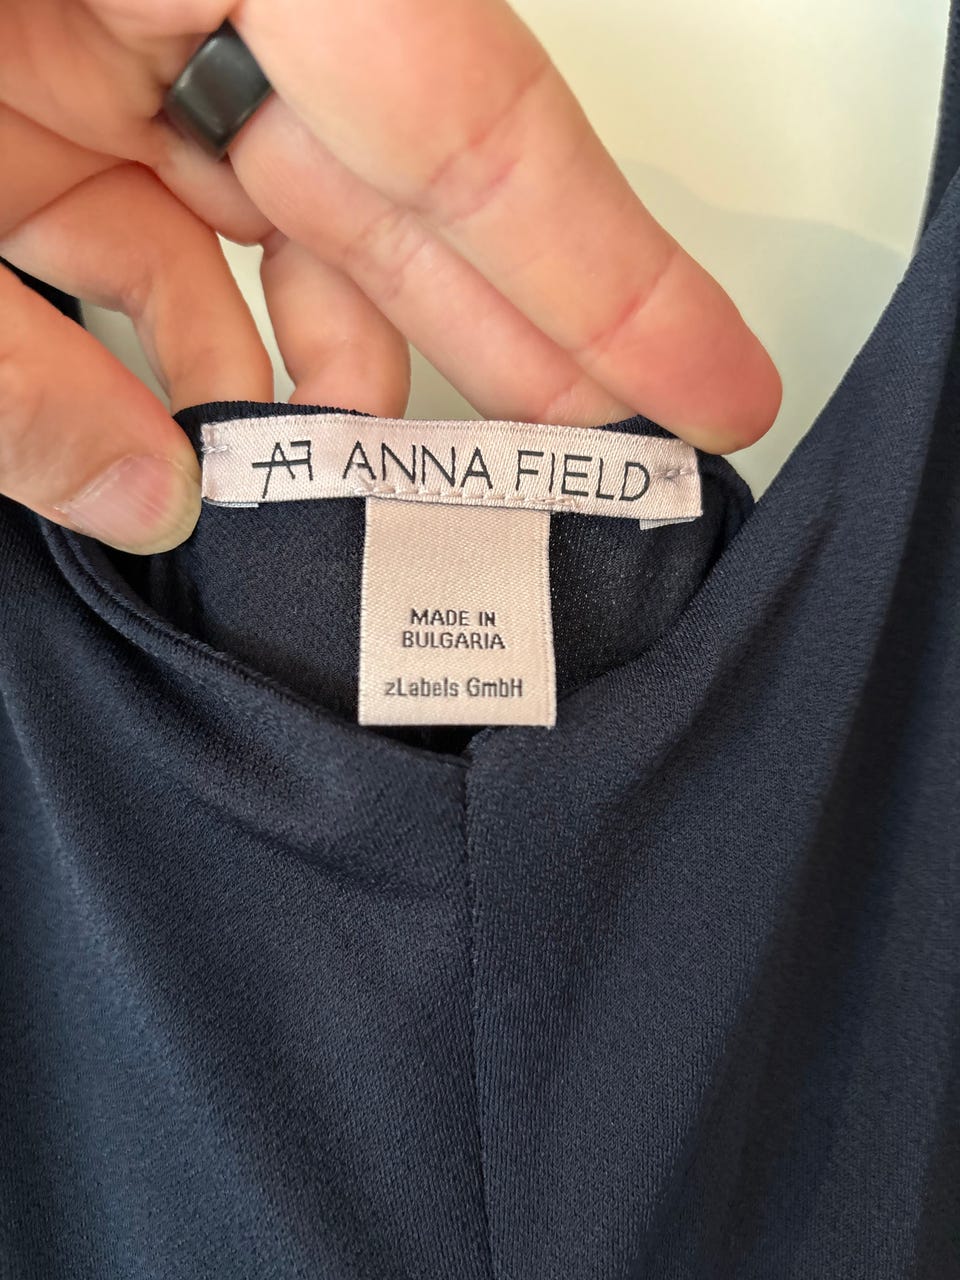 AF ANNA FIELD
MADE IN
BULGARIA
zLabels GmbH